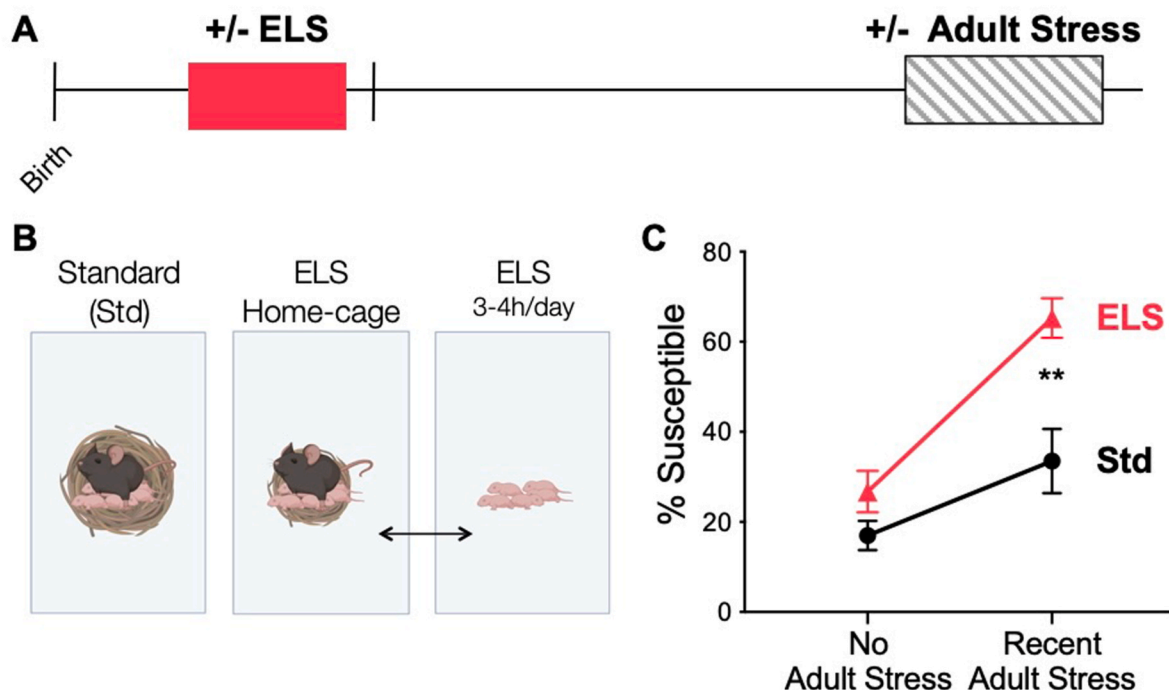 A
+/- ELS
+/- Adult Stress
Birth
B
Standard
(Std)
ELS
Home-cage
ELS
3-4h/day
C
% Susceptible
80
60
40
20
0
ELS
**
Std
No
Adult Stress
Recent
Adult Stress